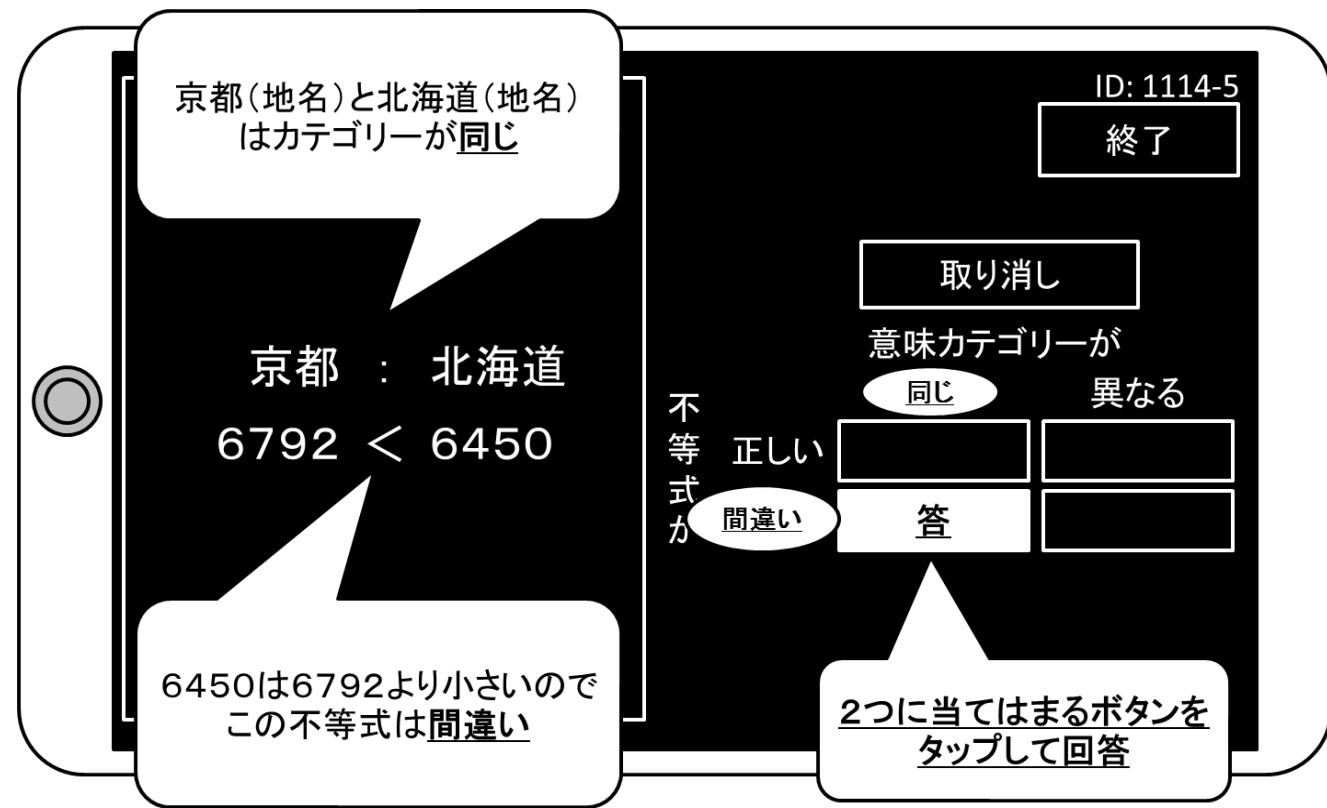 京都（地名）と北海道（地名）
はカテゴリーが同じ
ID: 1114-5
終了
取り消し
京都 : 北海道
6792 ＜ 6450
意味カテゴリーが
同じ 異なる
不等式が
正しい
間違い 答
6450は6792より小さいので
この不等式は間違い
2つに当てはまるボタンを
タップして回答